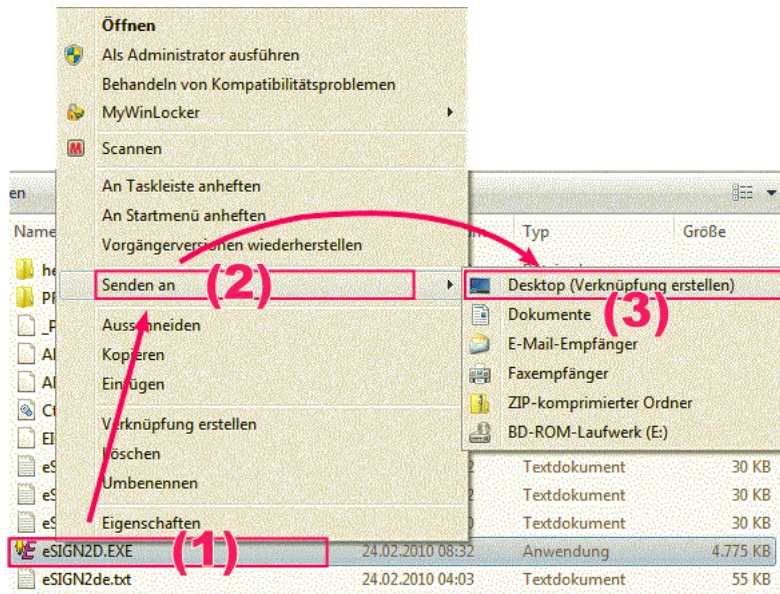 Öffnen
Als Administrator ausführen
Behandeln von Kompatibilitätsproblemen
MyWinLocker
Scannen
An Taskleiste anheften
An Startmenü anheften
Vorgängerversionen wiederherstellen
Senden an (2)
Ausschneiden
Kopieren
Einfügen
Verknüpfung erstellen
Löschen
Umbenennen
Eigenschaften
Name Typ Größe
Desktop (Verknüpfung erstellen)
(3)
Dokumente
E-Mail-Empfänger
Faxempfänger
ZIP-komprimierter Ordner
BD-ROM-Laufwerk (E:)
Textdokument 30 KB
Textdokument 30 KB
Textdokument 30 KB
(1)
eSIGN2D.EXE 24.02.2010 08:32 Anwendung 4.775 KB
eSIGN2de.txt 24.02.2010 04:03 Textdokument 55 KB